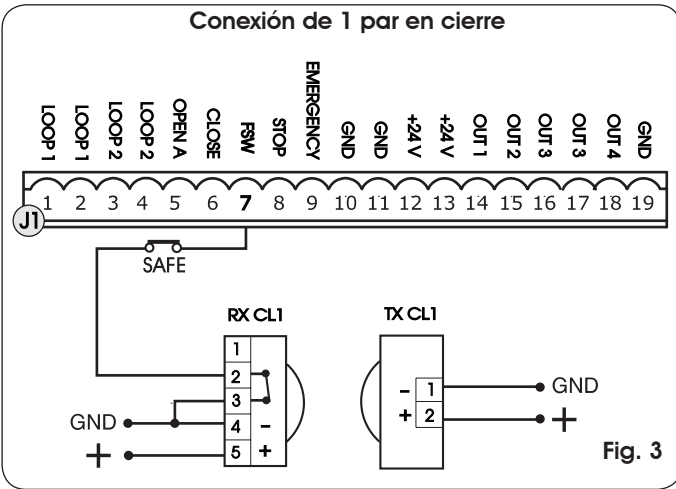 Conexión de 1 par en cierre
LOOP 1 LOOP 1 LOOP 2 LOOP 2 OPEN A CLOSE FSW STOP EMERGENCY GND GND +24 V +24 V OUT 1 OUT 2 OUT 3 OUT 3 OUT 4 GND
1 2 3 4 5 6 7 8 9 10 11 12 13 14 15 16 17 18 19
J1
SAFE
RX CL1 TX CL1
1
2 - 1 GND
3 + 2 +
GND 4 -
+ 5 +
Fig. 3